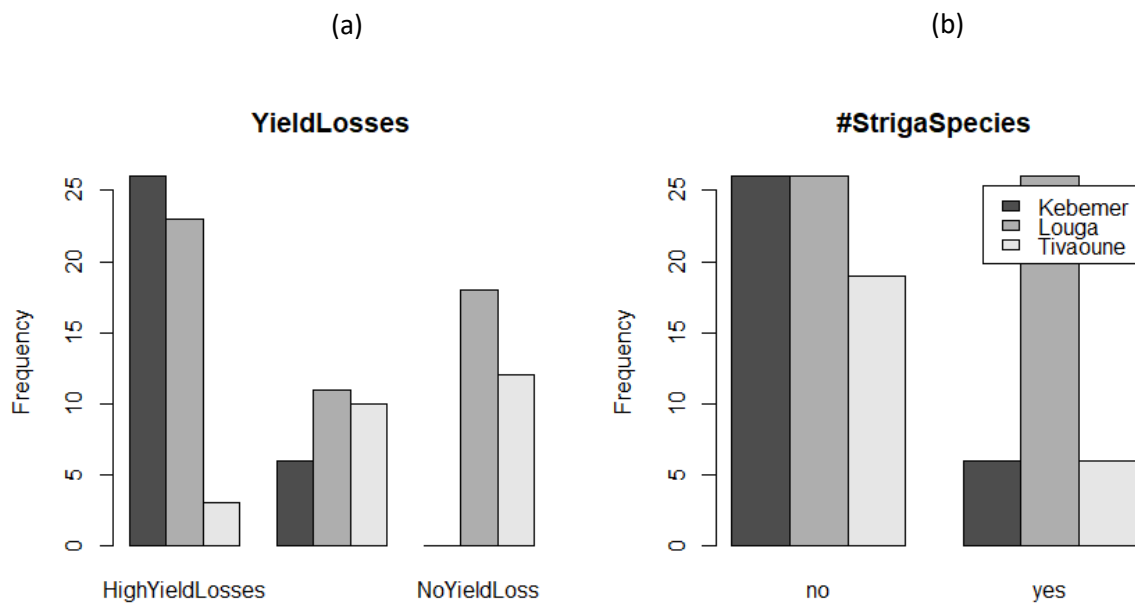 (a)
(b)
YieldLosses
#StrigaSpecies
Frequency
0
5
10
15
20
25
HighYieldLosses
NoYieldLoss
Frequency
0
5
10
15
20
25
Kebemer
Louga
Tivaoune
no
yes